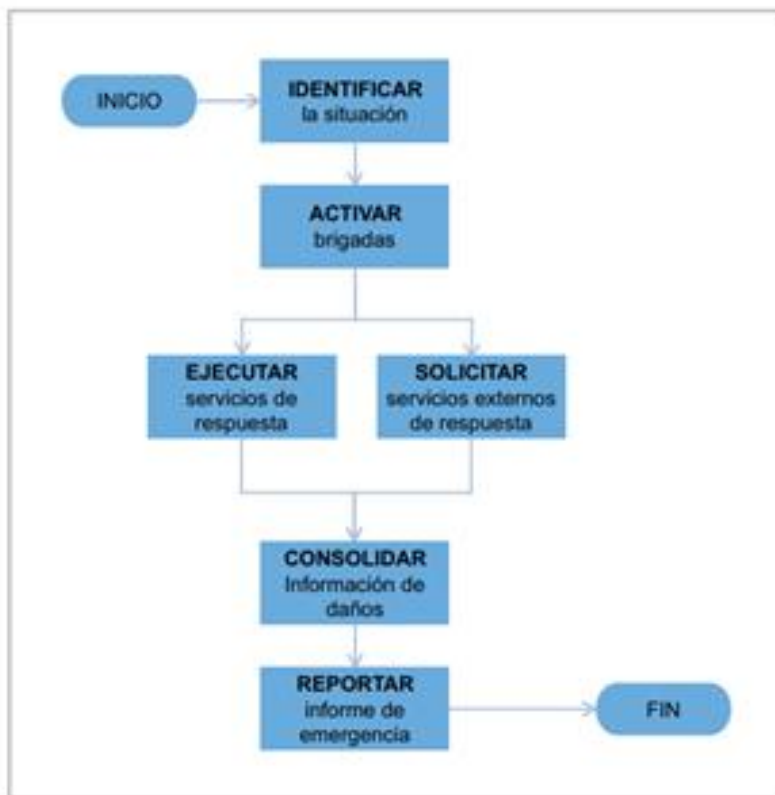 INICIO
IDENTIFICAR
la situación
ACTIVAR
brigadas
EJECUTAR
servicios de
respuesta
SOLICITAR
servicios externos
de respuesta
CONSOLIDAR
Información de
daños
REPORTAR
informe de
emergencia
FIN